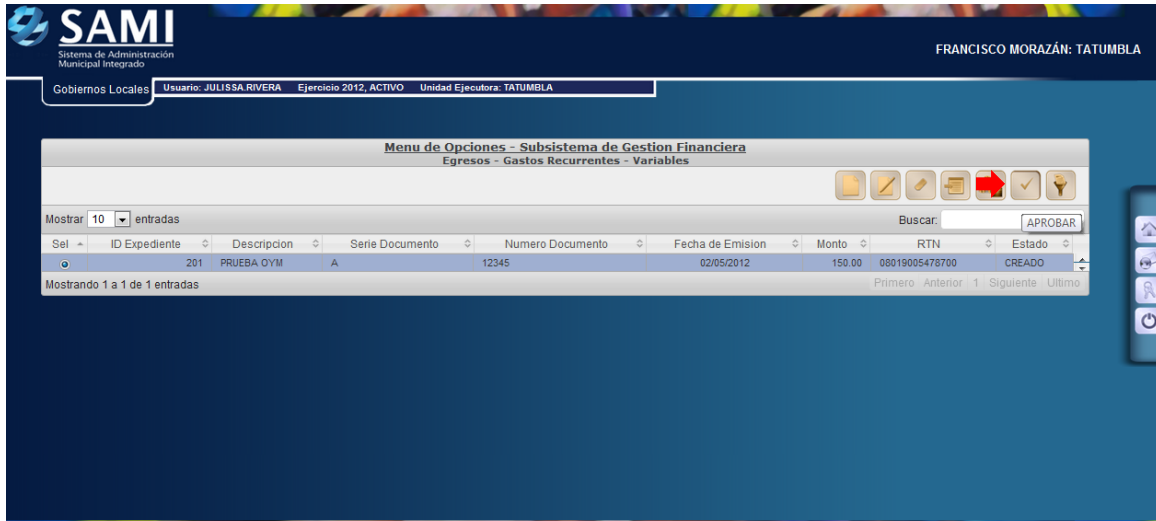 SAMI
Sistema de Administración
Municipal Integrado
FRANCISCO MORAZÁN: TATUMBLA
Gobiernos Locales
Usuario: JULISSA.RIVERA Ejercicio 2012, ACTIVO Unidad Ejecutora: TATUMBLA
Menu de Opciones - Subsistema de Gestion Financiera
Egresos - Gastos Recurrentes - Variables
Mostrar 10 entradas Buscar:
APROBAR
Sel ID Expediente Descripcion Serie Documento Numero Documento Fecha de Emision Monto RTN Estado
201 PRUEBA OYM A 12345 02/05/2012 150.00 08019005478700 CREADO
Mostrando 1 a 1 de 1 entradas Primero Anterior 1 Siguiente Ultimo